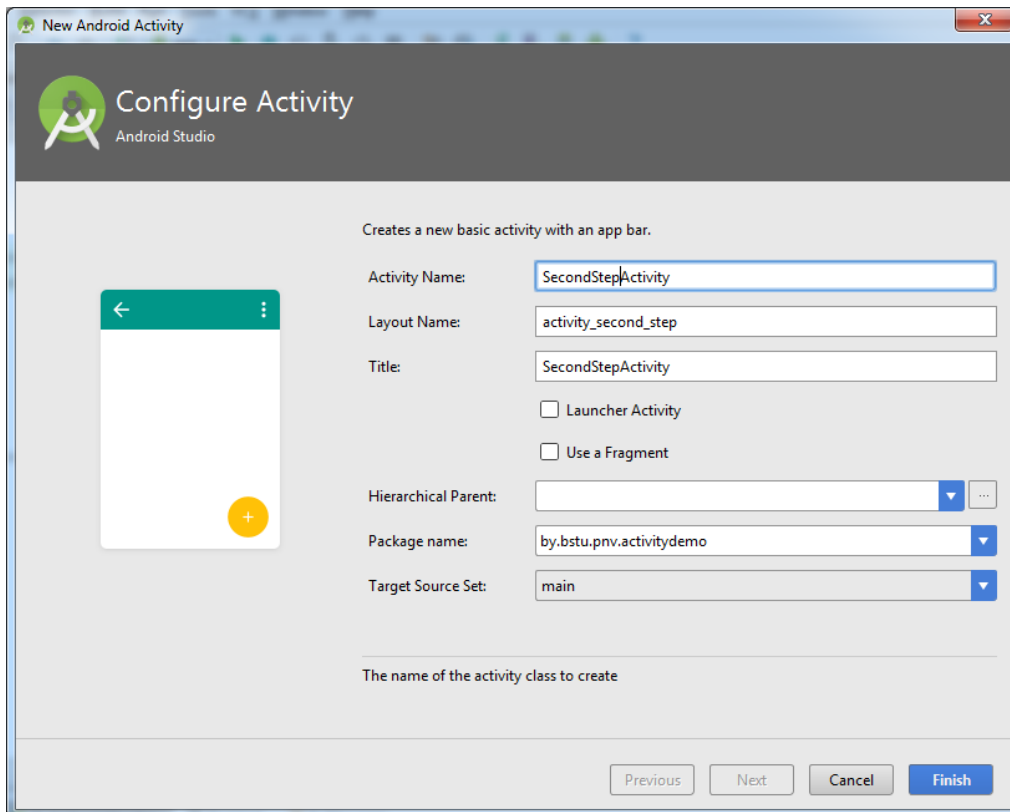 New Android Activity
Configure Activity
Android Studio
Creates a new basic activity with an app bar.
Activity Name: SecondStepActivity
Layout Name: activity_second_step
Title: SecondStepActivity
Launcher Activity
Use a Fragment
Hierarchical Parent: ...
Package name: by.bstu.pnv.activitydemo
Target Source Set: main
The name of the activity class to create
Previous Next Cancel Finish